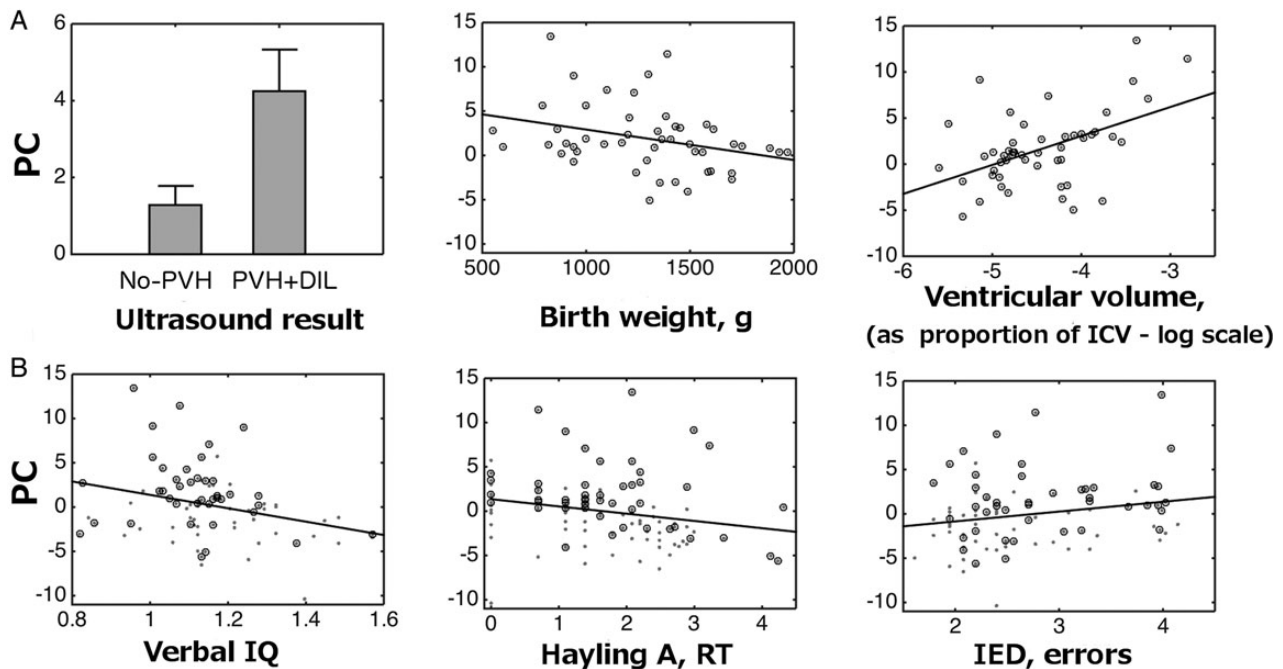 A
6
4
2
0
PC
No-PVH PVH+DIL
Ultrasound result
15
10
5
0
-5
-10
500 1000 1500 2000
Birth weight, g
15
10
5
0
-5
-10
-6 -5 -4 -3
Ventricular volume,
(as proportion of ICV - log scale)
B
15
10
5
0
-5
-10
PC
0.8 1 1.2 1.4 1.6
Verbal IQ
15
10
5
0
-5
-10
0 1 2 3 4
Hayling A, RT
15
10
5
0
-5
-10
2 3 4
IED, errors